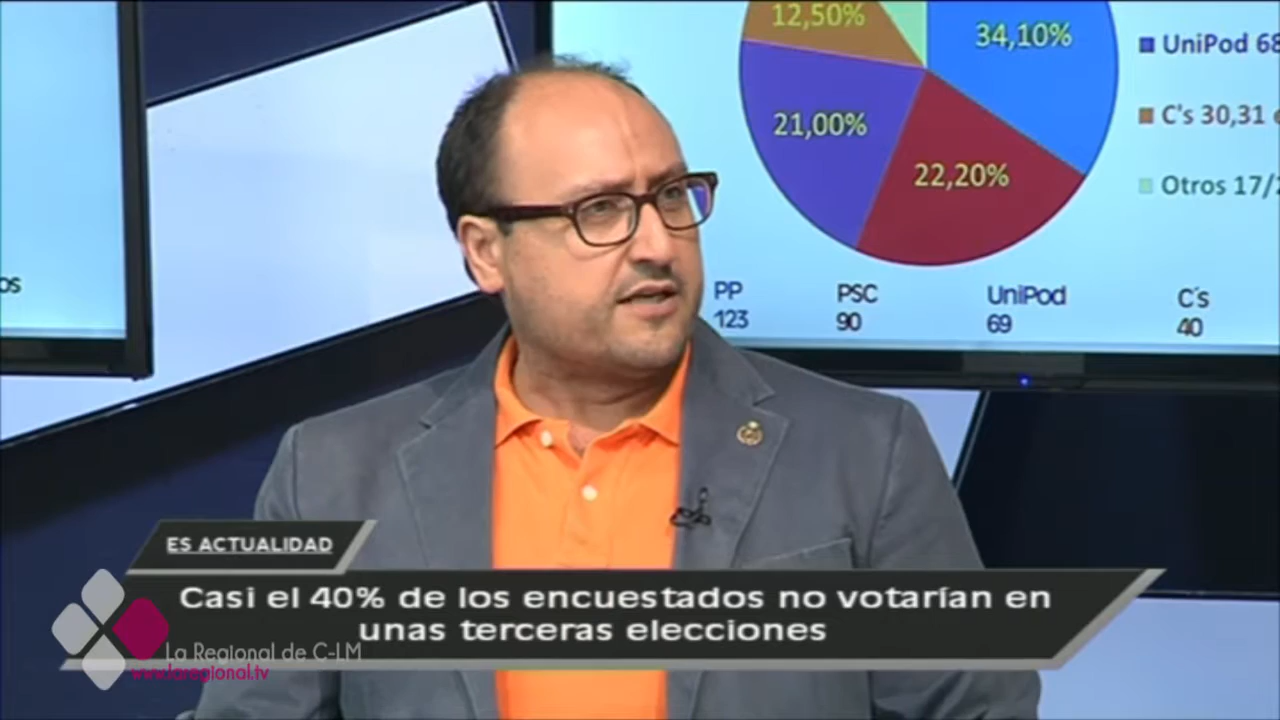 12,50%
34,10%
UniPod 68
21,00%
C's 30,31
22,20%
Otros 17/
os
PP
PSC
UniPod
C's
123
90
69
40
ES ACTUALIDAD
Casi el 40% de los encuestados no votarían en
unas terceras elecciones
La Regional de C-LM
www.laregional.tv